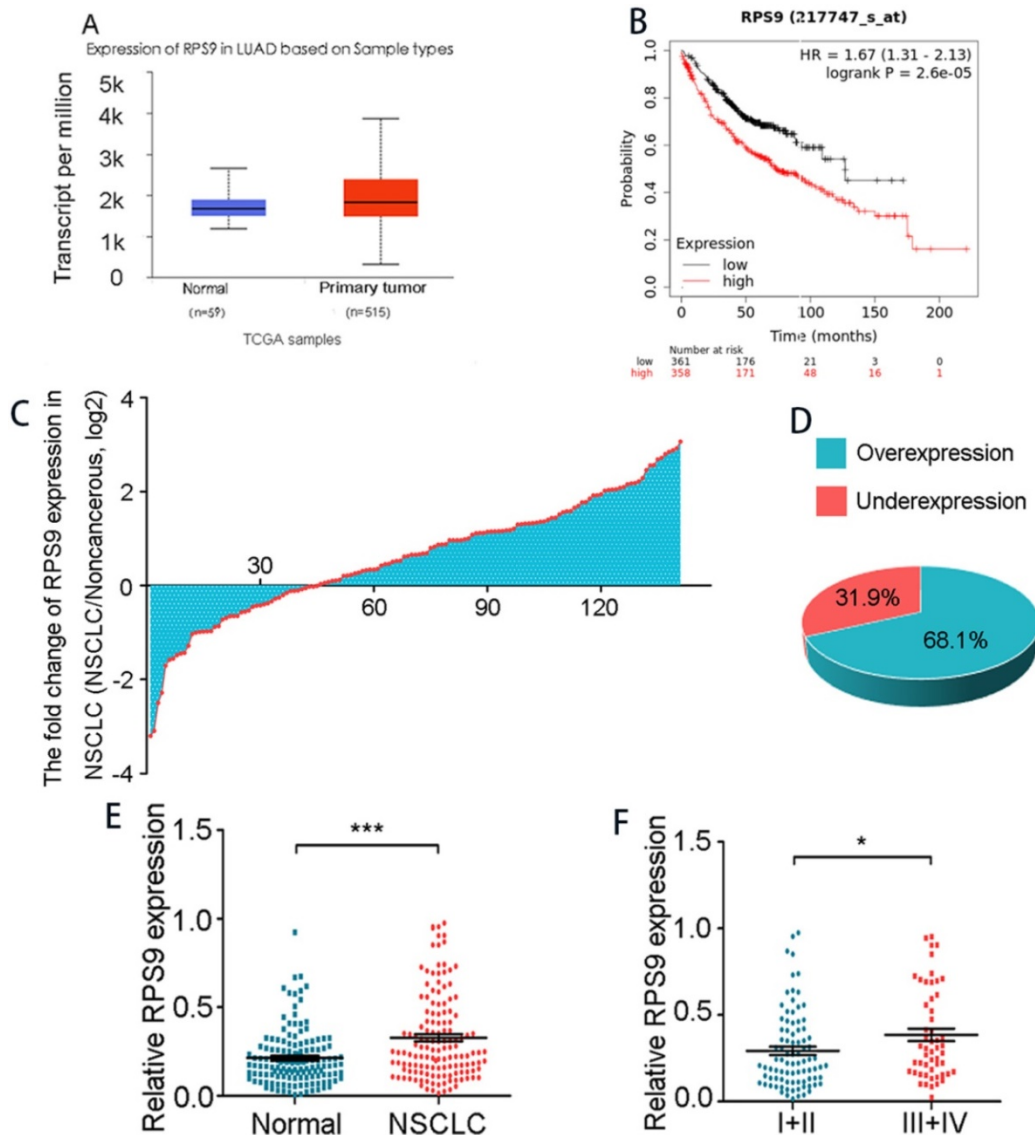 A
Expression of RPS9 in LUAD based on Sample types
Transcript per million
5k
4k
3k
2k
1k
0
Normal
(n=59)
Primary tumor
(n=515)
TCGA samples
B
RPS9 (217747_s_at)
HR = 1.67 (1.31 - 2.13)
logrank P = 2.6e-05
Probability
1.0
0.8
0.6
0.4
0.2
0.0
Expression
low
high
0 50 100 150 200
Time (months)
Number at risk
low 361 176 21 3 0
high 358 171 48 16 1
C
The fold change of RPS9 expression in
NSCLC (NSCLC/Noncancerous, log2)
4
2
0
-2
-4
30
60 90 120
D
Overexpression
Underexpression
31.9%
68.1%
E
Relative RPS9 expression
1.5
1.0
0.5
0.0
***
Normal NSCLC
F
Relative RPS9 expression
1.5
1.0
0.5
0.0
*
I+II III+IV